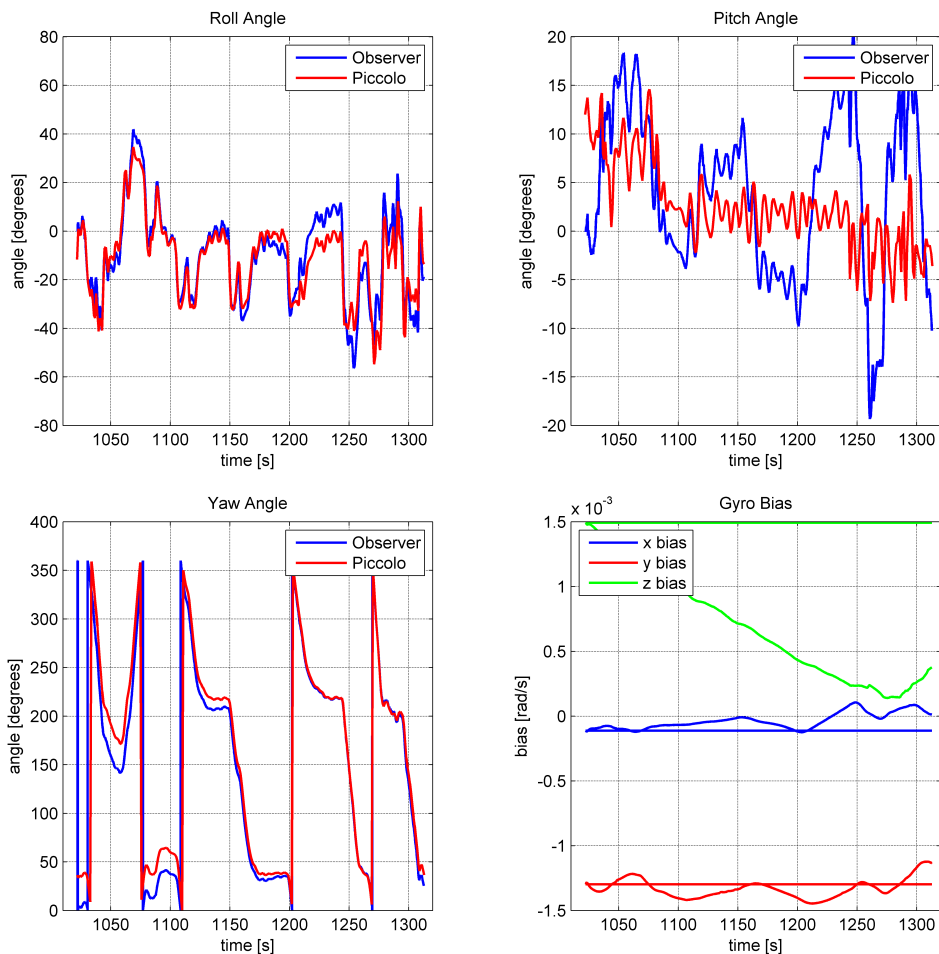 Roll Angle
80
60
40
20
0
-20
-40
-60
-80
angle [degrees]
1050 1100 1150 1200 1250 1300
time [s]
Observer
Piccolo
Pitch Angle
20
15
10
5
0
-5
-10
-15
-20
angle [degrees]
1050 1100 1150 1200 1250 1300
time [s]
Observer
Piccolo
Yaw Angle
400
350
300
250
200
150
100
50
0
angle [degrees]
1050 1100 1150 1200 1250 1300
time [s]
Observer
Piccolo
Gyro Bias
x 10-3
1.5
1
0.5
0
-0.5
-1
-1.5
bias [rad/s]
1050 1100 1150 1200 1250 1300
time [s]
x bias
y bias
z bias